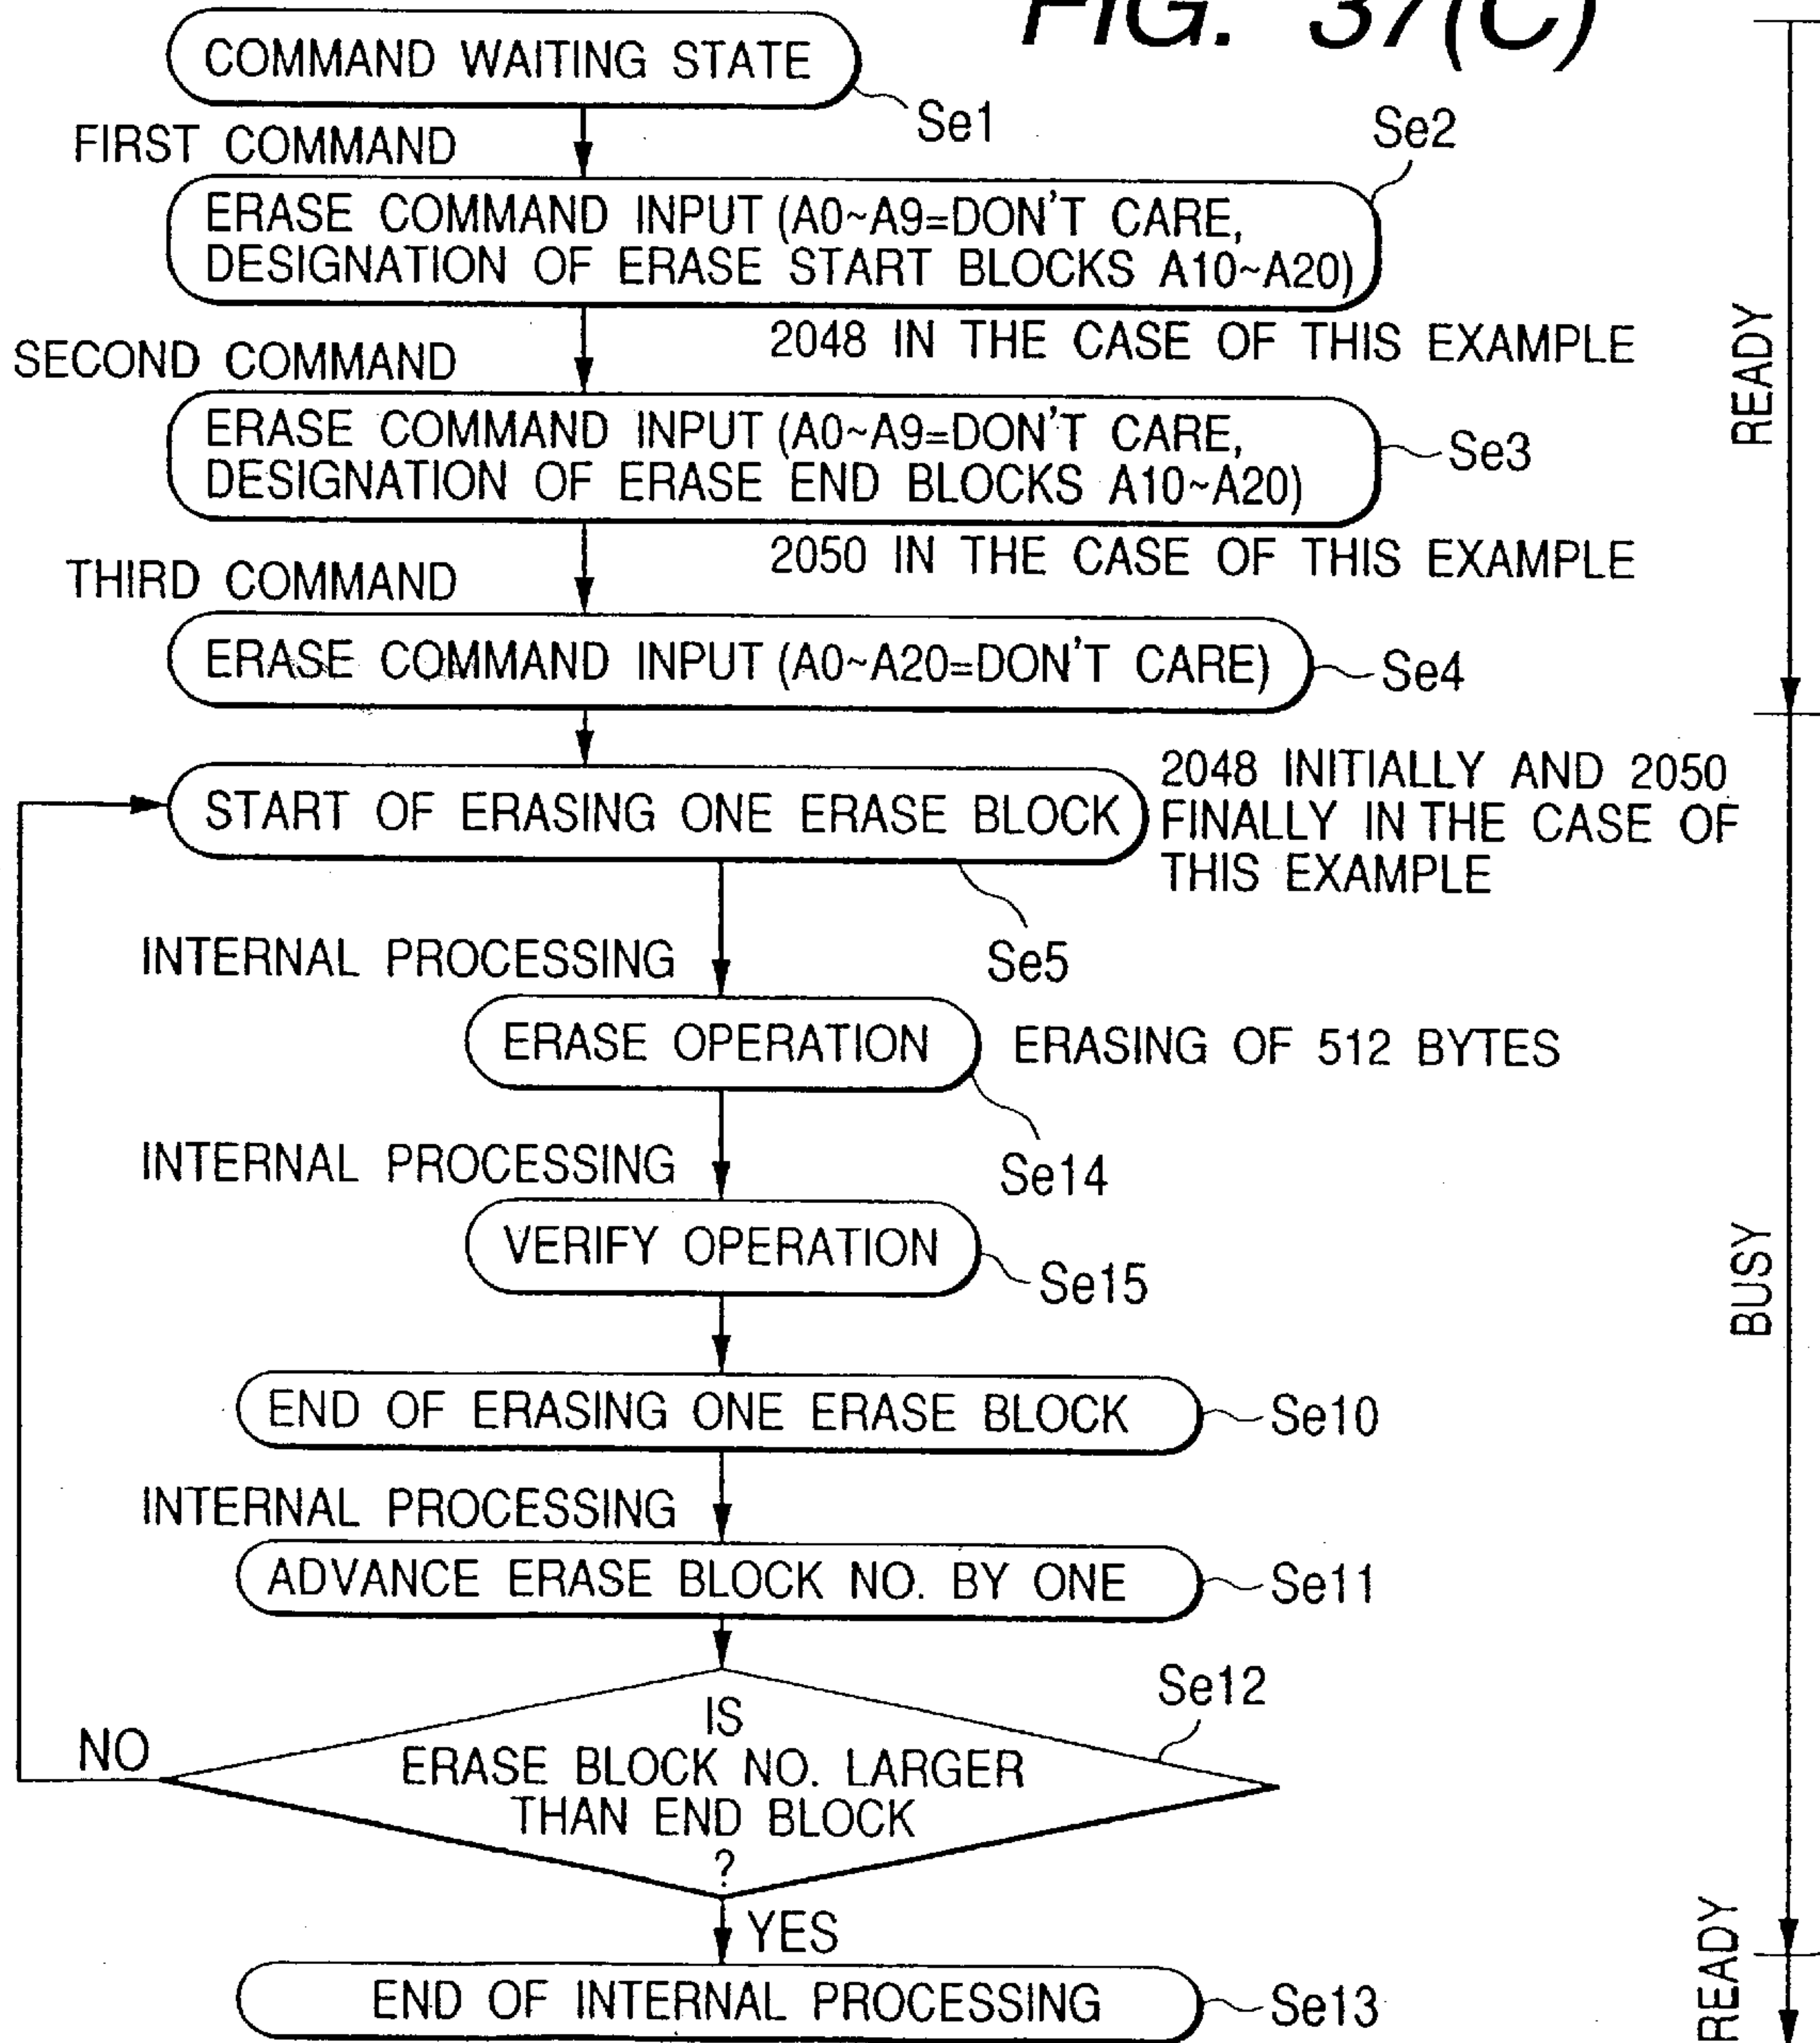 FIG. 37(C)
COMMAND WAITING STATE
Se1
FIRST COMMAND
Se2
ERASE COMMAND INPUT (A0~A9=DON'T CARE,
DESIGNATION OF ERASE START BLOCKS A10~A20)
2048 IN THE CASE OF THIS EXAMPLE
SECOND COMMAND
ERASE COMMAND INPUT (A0~A9=DON'T CARE,
DESIGNATION OF ERASE END BLOCKS A10~A20)
Se3
2050 IN THE CASE OF THIS EXAMPLE
THIRD COMMAND
ERASE COMMAND INPUT (A0~A20=DON'T CARE)
Se4
READY
START OF ERASING ONE ERASE BLOCK
2048 INITIALLY AND 2050
FINALLY IN THE CASE OF
THIS EXAMPLE
Se5
INTERNAL PROCESSING
ERASE OPERATION
ERASING OF 512 BYTES
Se14
INTERNAL PROCESSING
VERIFY OPERATION
Se15
BUSY
END OF ERASING ONE ERASE BLOCK
Se10
INTERNAL PROCESSING
ADVANCE ERASE BLOCK NO. BY ONE
Se11
Se12
IS
ERASE BLOCK NO. LARGER
THAN END BLOCK
?
NO
YES
END OF INTERNAL PROCESSING
Se13
READY